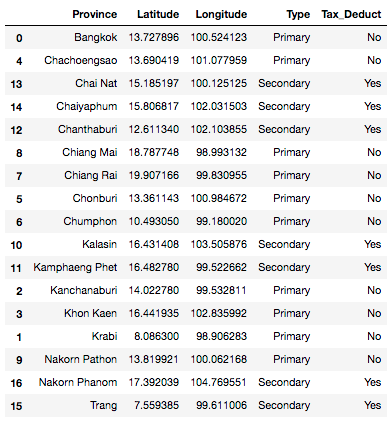 Province Latitude Longitude Type Tax_Deduct
0 Bangkok 13.727896 100.524123 Primary No
4 Chachoengsao 13.690419 101.077959 Primary No
13 Chai Nat 15.185197 100.125125 Secondary Yes
14 Chaiyaphum 15.806817 102.031503 Secondary Yes
12 Chanthaburi 12.611340 102.103855 Secondary Yes
8 Chiang Mai 18.787748 98.993132 Primary No
7 Chiang Rai 19.907166 99.830955 Primary No
5 Chonburi 13.361143 100.984672 Primary No
6 Chumphon 10.493050 99.180020 Primary No
10 Kalasin 16.431408 103.505876 Secondary Yes
11 Kamphaeng Phet 16.482780 99.522662 Secondary Yes
2 Kanchanaburi 14.022780 99.532811 Primary No
3 Khon Kaen 16.441935 102.835992 Primary No
1 Krabi 8.086300 98.906283 Primary No
9 Nakorn Pathon 13.819921 100.062168 Primary No
16 Nakorn Phanom 17.392039 104.769551 Secondary Yes
15 Trang 7.559385 99.611006 Secondary Yes